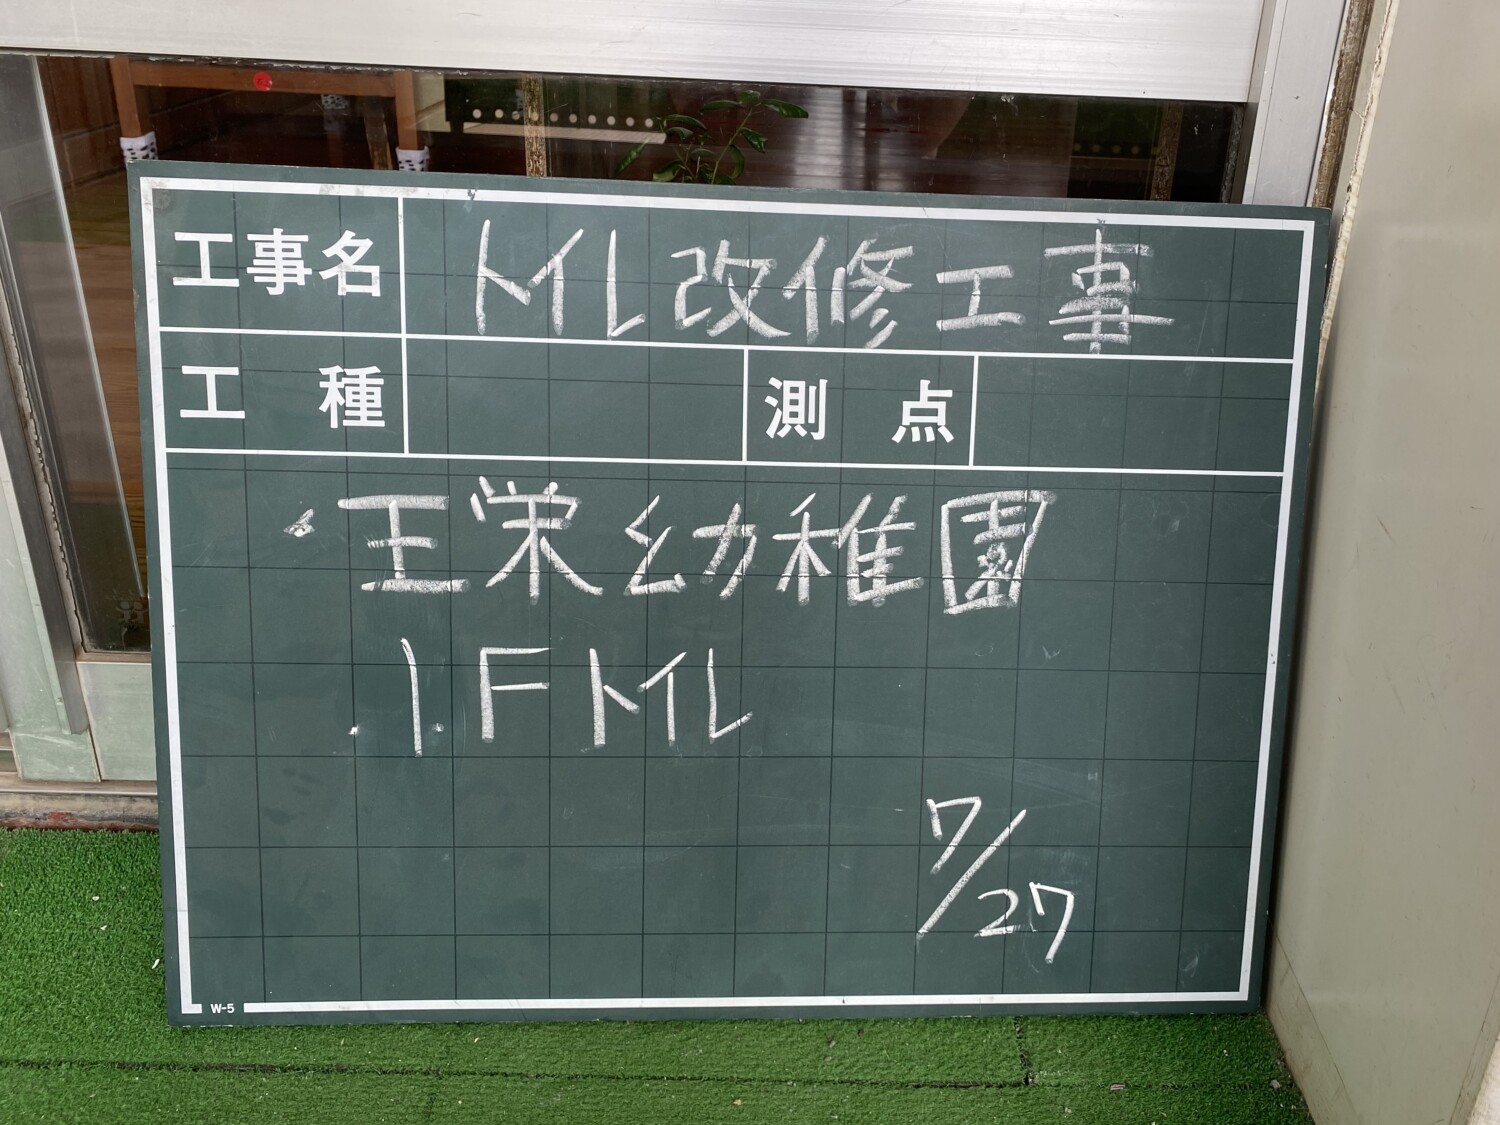 工事名 トイレ改修工事
工種 測点
・王栄幼稚園
1Fトイレ
7/27
W-5